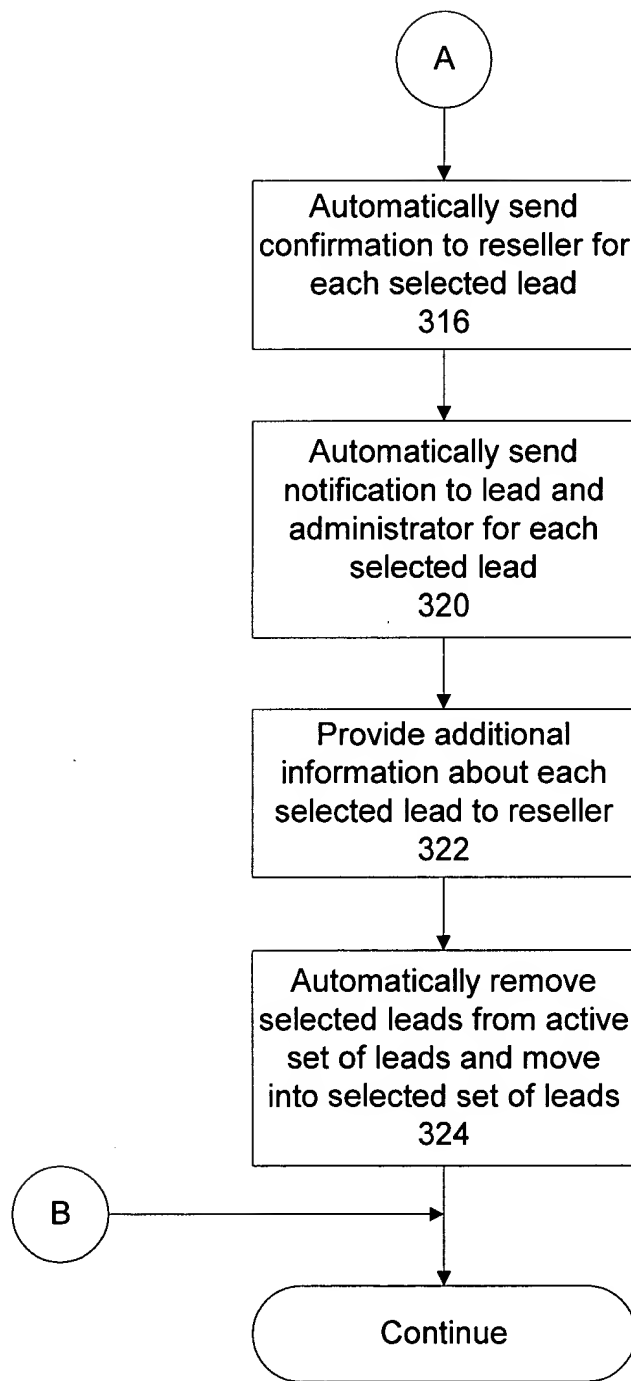 A
Automatically send
confirmation to reseller for
each selected lead
316
Automatically send
notification to lead and
administrator for each
selected lead
320
Provide additional
information about each
selected lead to reseller
322
Automatically remove
selected leads from active
set of leads and move
into selected set of leads
324
B
Continue